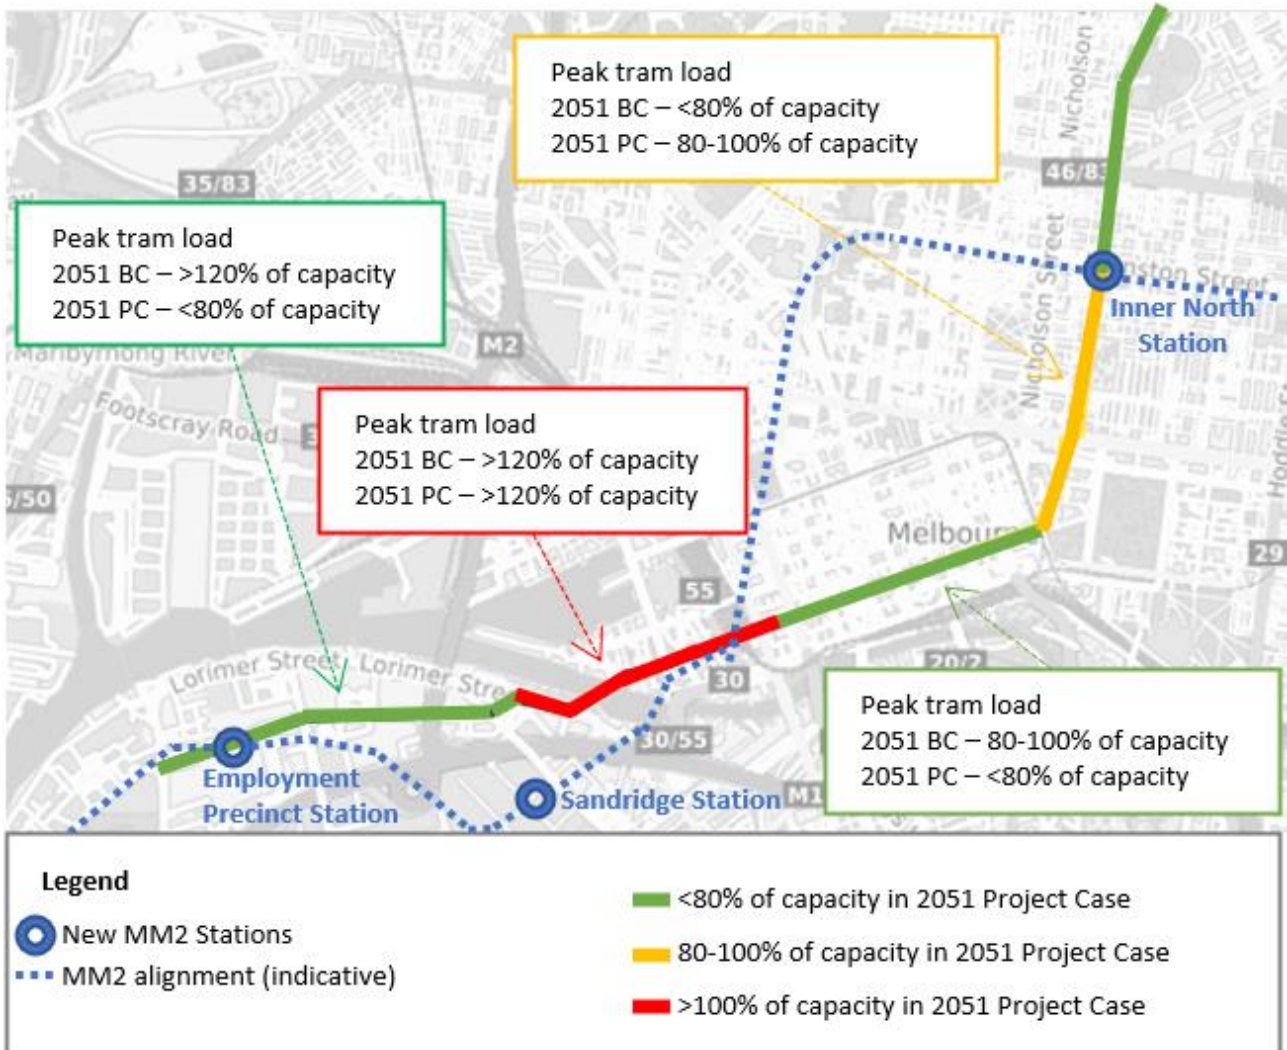 Nicholson S
Peak tram load
2051 BC – <80% of capacity
2051 PC – 80-100% of capacity
35/83
46/83
Peak tram load
2051 BC – >120% of capacity
2051 PC – <80% of capacity
Nicholson Street
nston Street
Inner North
Station
Maribyrnong River
M2
Footscray Road
Peak tram load
2051 BC – >120% of capacity
2051 PC – >120% of capacity
/50
Melbour
29
55
Lorimer Street
Lorimer Stre
20/2
30
Peak tram load
2051 BC – 80-100% of capacity
2051 PC – <80% of capacity
30/55
Employment
Precinct Station
Sandridge Station
M1
Legend
New MM2 Stations
MM2 alignment (indicative)
<80% of capacity in 2051 Project Case
80-100% of capacity in 2051 Project Case
>100% of capacity in 2051 Project Case